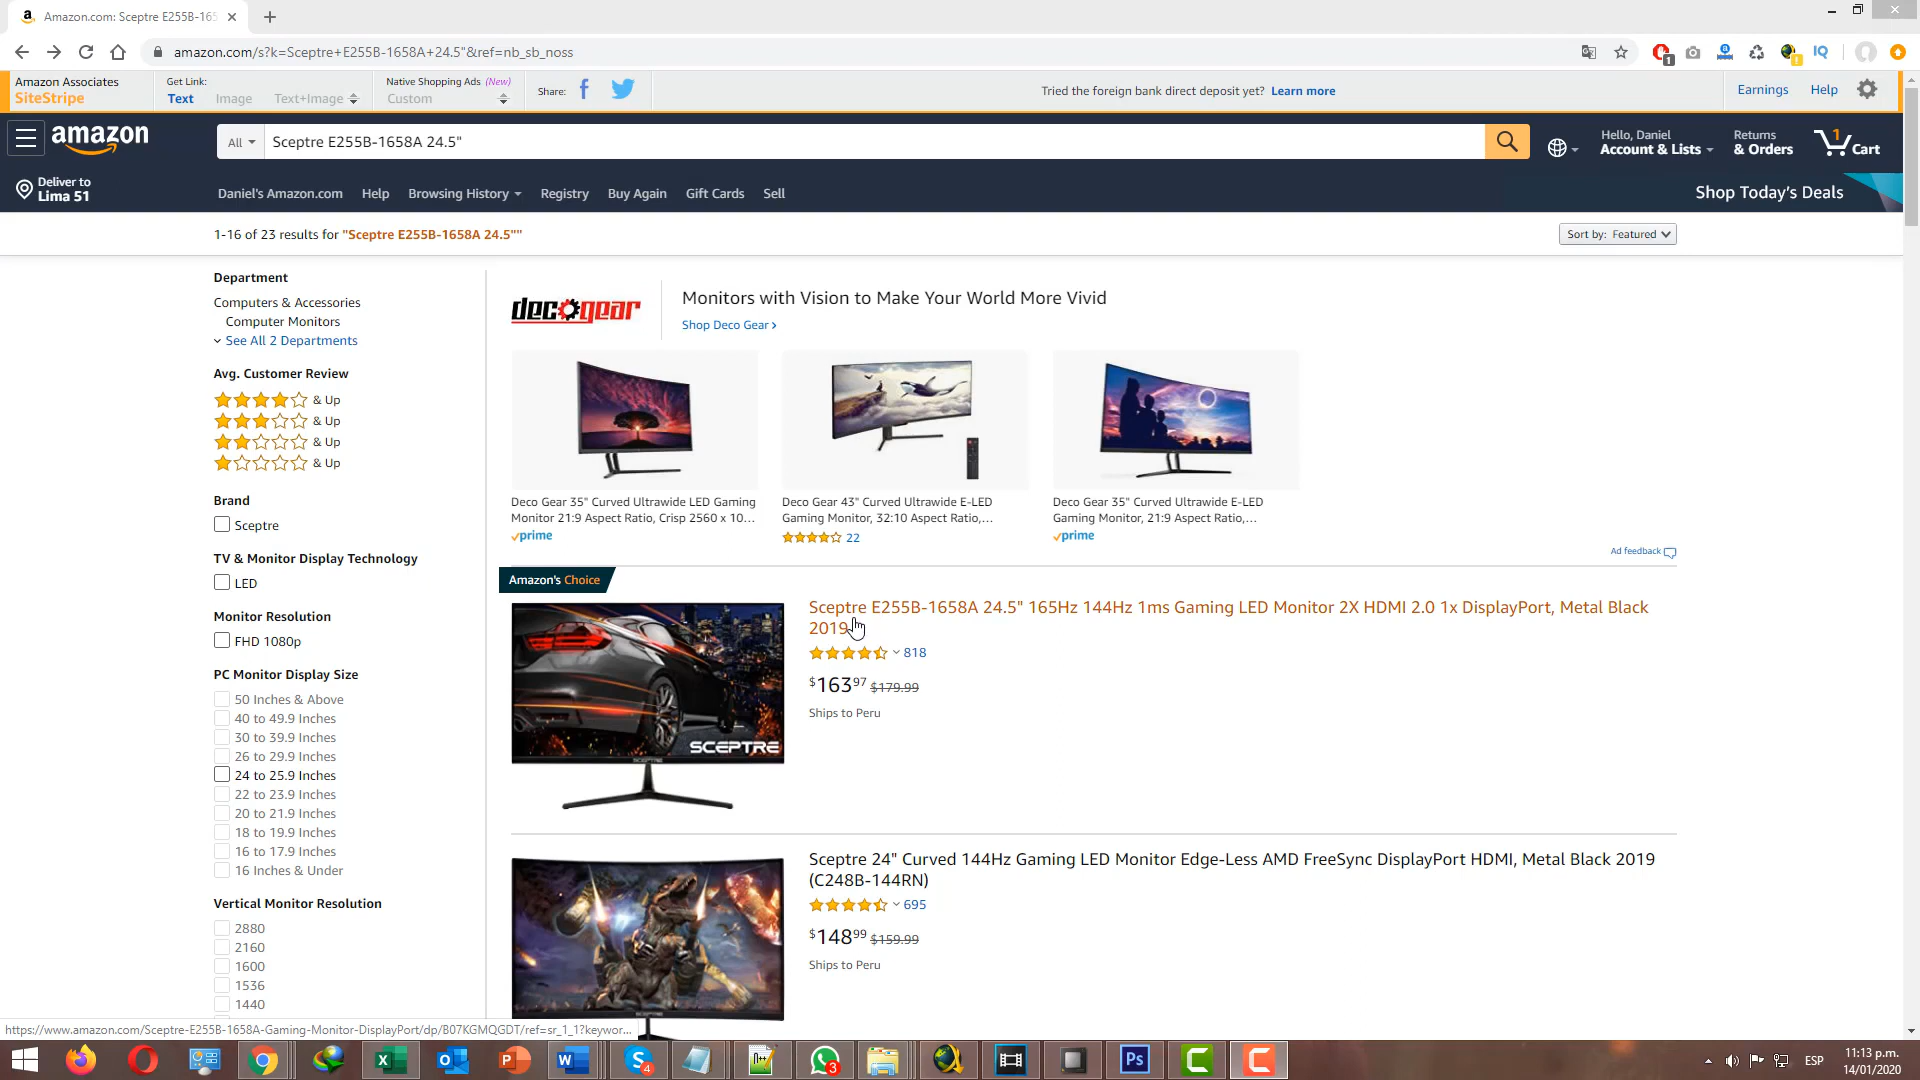 Amazon.com: Sceptre E255B-165
amazon.com/s?k=Sceptre+E255B-1658A+24.5"&ref=nb_sb_noss
1
IQ
Amazon Associates
SiteStripe
Get Link:
Text
Image
Text+Image
Native Shopping Ads (New)
Custom
Share:
Tried the foreign bank direct deposit yet? Learn more
Earnings
Help
amazon
All
Sceptre E255B-1658A 24.5"
Hello, Daniel
Account & Lists
Returns
& Orders
1
Cart
Deliver to
Lima 51
Daniel's Amazon.com
Help
Browsing History
Registry
Buy Again
Gift Cards
Sell
Shop Today's Deals
1-16 of 23 results for "Sceptre E255B-1658A 24.5""
Sort by: Featured
Department
Computers & Accessories
Computer Monitors
See All 2 Departments
Avg. Customer Review
& Up
& Up
& Up
& Up
Brand
Sceptre
TV & Monitor Display Technology
LED
Monitor Resolution
FHD 1080p
PC Monitor Display Size
50 Inches & Above
40 to 49.9 Inches
30 to 39.9 Inches
26 to 29.9 Inches
24 to 25.9 Inches
22 to 23.9 Inches
20 to 21.9 Inches
18 to 19.9 Inches
16 to 17.9 Inches
16 Inches & Under
Vertical Monitor Resolution
2880
2160
1600
1536
1440
decogear
Monitors with Vision to Make Your World More Vivid
Shop Deco Gear ›
Deco Gear 35" Curved Ultrawide LED Gaming
Monitor 21:9 Aspect Ratio, Crisp 2560 x 10...
prime
Deco Gear 43" Curved Ultrawide E-LED
Gaming Monitor, 32:10 Aspect Ratio,...
22
Deco Gear 35" Curved Ultrawide E-LED
Gaming Monitor, 21:9 Aspect Ratio,...
prime
Ad feedback
Amazon's Choice
SCEPTRE
SCEPTRE
Sceptre E255B-1658A 24.5" 165Hz 144Hz 1ms Gaming LED Monitor 2X HDMI 2.0 1x DisplayPort, Metal Black
2019
818
$163.97 $179.99
Ships to Peru
Sceptre 24" Curved 144Hz Gaming LED Monitor Edge-Less AMD FreeSync DisplayPort HDMI, Metal Black 2019
(C248B-144RN)
695
$148.99 $159.99
Ships to Peru
https://www.amazon.com/Sceptre-E255B-1658A-Gaming-Monitor-DisplayPort/dp/B07KGMQGDT/ref=sr_1_1?keywor...
4
3
Ps
ESP
11:13 p.m.
14/01/2020